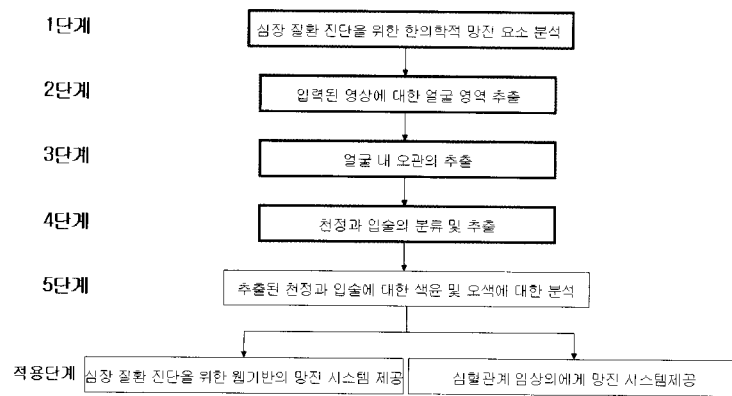 1단계
심장 질환 진단을 위한 한의학적 망진 요소 분석
2단계
입력된 영상에 대한 얼굴 영역 추출
3단계
얼굴 내 오관의 추출
4단계
천정과 입술의 분류 및 추출
5단계
추출된 천정과 입술에 대한 색윤 및 오색에 대한 분석
적용단계
심장 질환 진단을 위한 웹기반의 망진 시스템 제공
심혈관계 임상의에게 망진 시스템제공